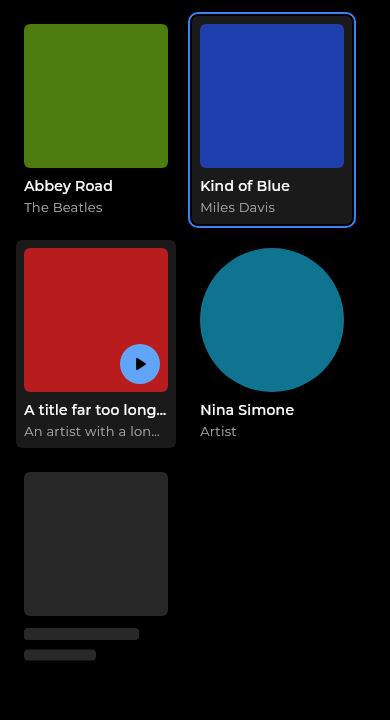 Abbey Road
The Beatles
Kind of Blue
Miles Davis
A title far too long...
An artist with a lon...
Nina Simone
Artist